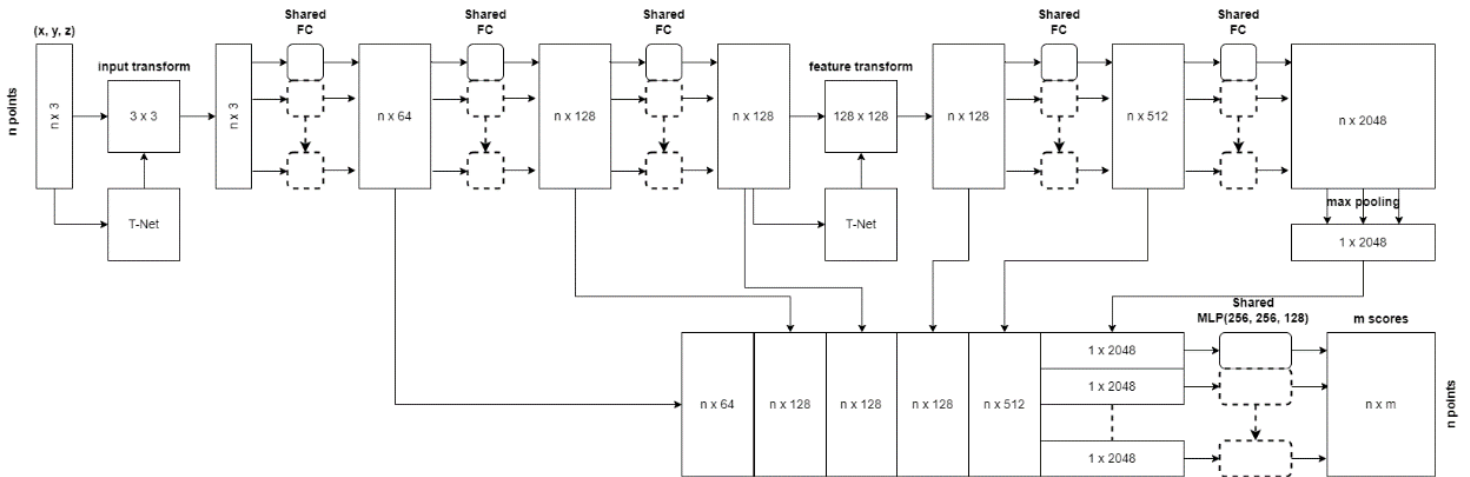 Shared
FC
Shared
FC
Shared
FC
Shared
FC
Shared
FC
(x, y, z)
input transform
feature transform
n points
n x 3
3 x 3
n x 3
n x 64
n x 128
n x 128
128 x 128
n x 128
n x 512
n x 2048
T-Net
T-Net
max pooling
1 x 2048
Shared
MLP(256, 256, 128)
m scores
n x 64
n x 128
n x 128
n x 128
n x 512
1 x 2048
1 x 2048
1 x 2048
n x m
n points